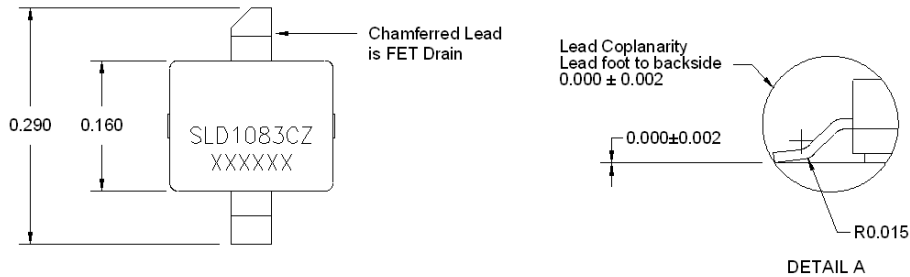 Chamferred Lead
is FET Drain
0.290
0.160
SLD1083CZ
XXXXXX
Lead Coplanarity
Lead foot to backside
0.000 ± 0.002
0.000±0.002
R0.015
DETAIL A